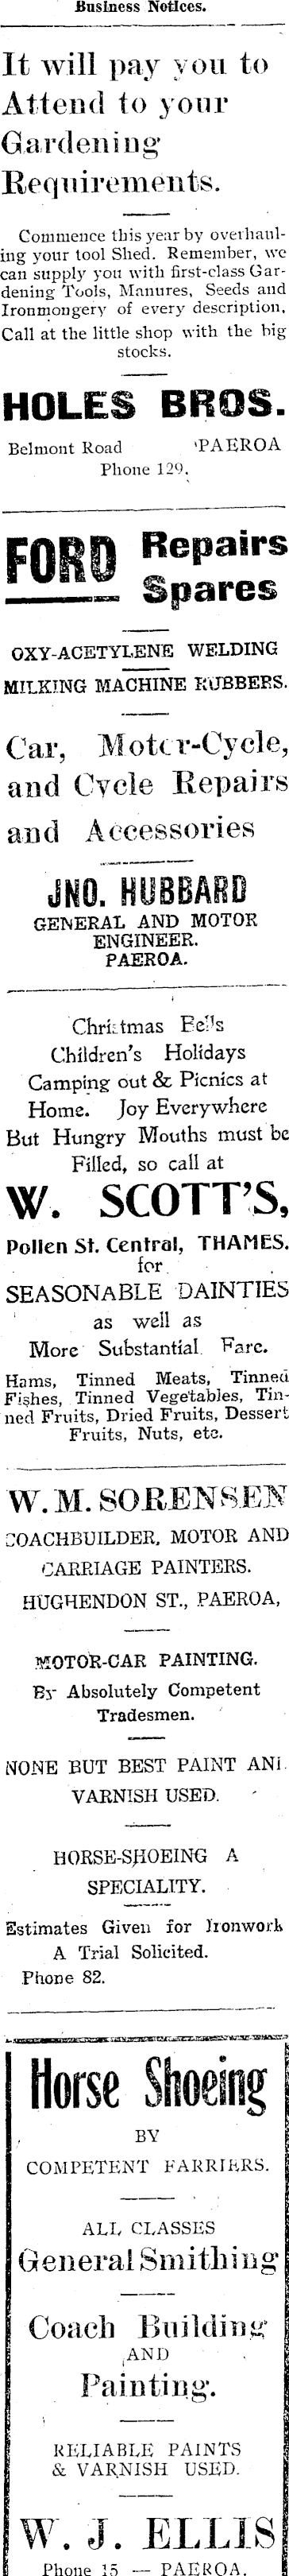 Business Notices.
It will pay you to
Attend to your
Gardening
Requirements.
Commence this year by overhaul-
ing your tool Shed. Remember, we
can supply you with first-class Gar-
dening Tools, Manures, Seeds and
Ironmongery of every description.
Call at the little shop with the big
stocks.
HOLES BROS.
Belmont Road PAEROA
Phone 129.
FORD Repairs
Spares
OXY-ACETYLENE WELDING
MILKING MACHINE RUBBERS.
Car, Motor-Cycle,
and Cycle Repairs
and Accessories
JNO. HUBBARD
GENERAL AND MOTOR
ENGINEER.
PAEROA.
Christmas Bells
Children's Holidays
Camping out & Picnics at
Home. Joy Everywhere
But Hungry Mouths must be
Filled, so call at
W. SCOTT'S,
Pollen St. Central, THAMES.
for
SEASONABLE DAINTIES
as well as
More Substantial Fare.
Hams, Tinned Meats, Tinned
Fishes, Tinned Vegetables, Tin-
ned Fruits, Dried Fruits, Dessert
Fruits, Nuts, etc.
W. M. SORENSEN
COACHBUILDER, MOTOR AND
CARRIAGE PAINTERS.
HUGHENDON ST., PAEROA,
MOTOR-CAR PAINTING.
By Absolutely Competent
Tradesmen.
NONE BUT BEST PAINT AND
VARNISH USED.
HORSE-SHOEING A
SPECIALITY.
Estimates Given for Ironwork
A Trial Solicited.
Phone 82.
Horse Shoeing
BY
COMPETENT FARRIERS.
ALL CLASSES
General Smithing
Coach Building
AND
Painting.
RELIABLE PAINTS
& VARNISH USED.
W. J. ELLIS
Phone 15 — PAEROA.